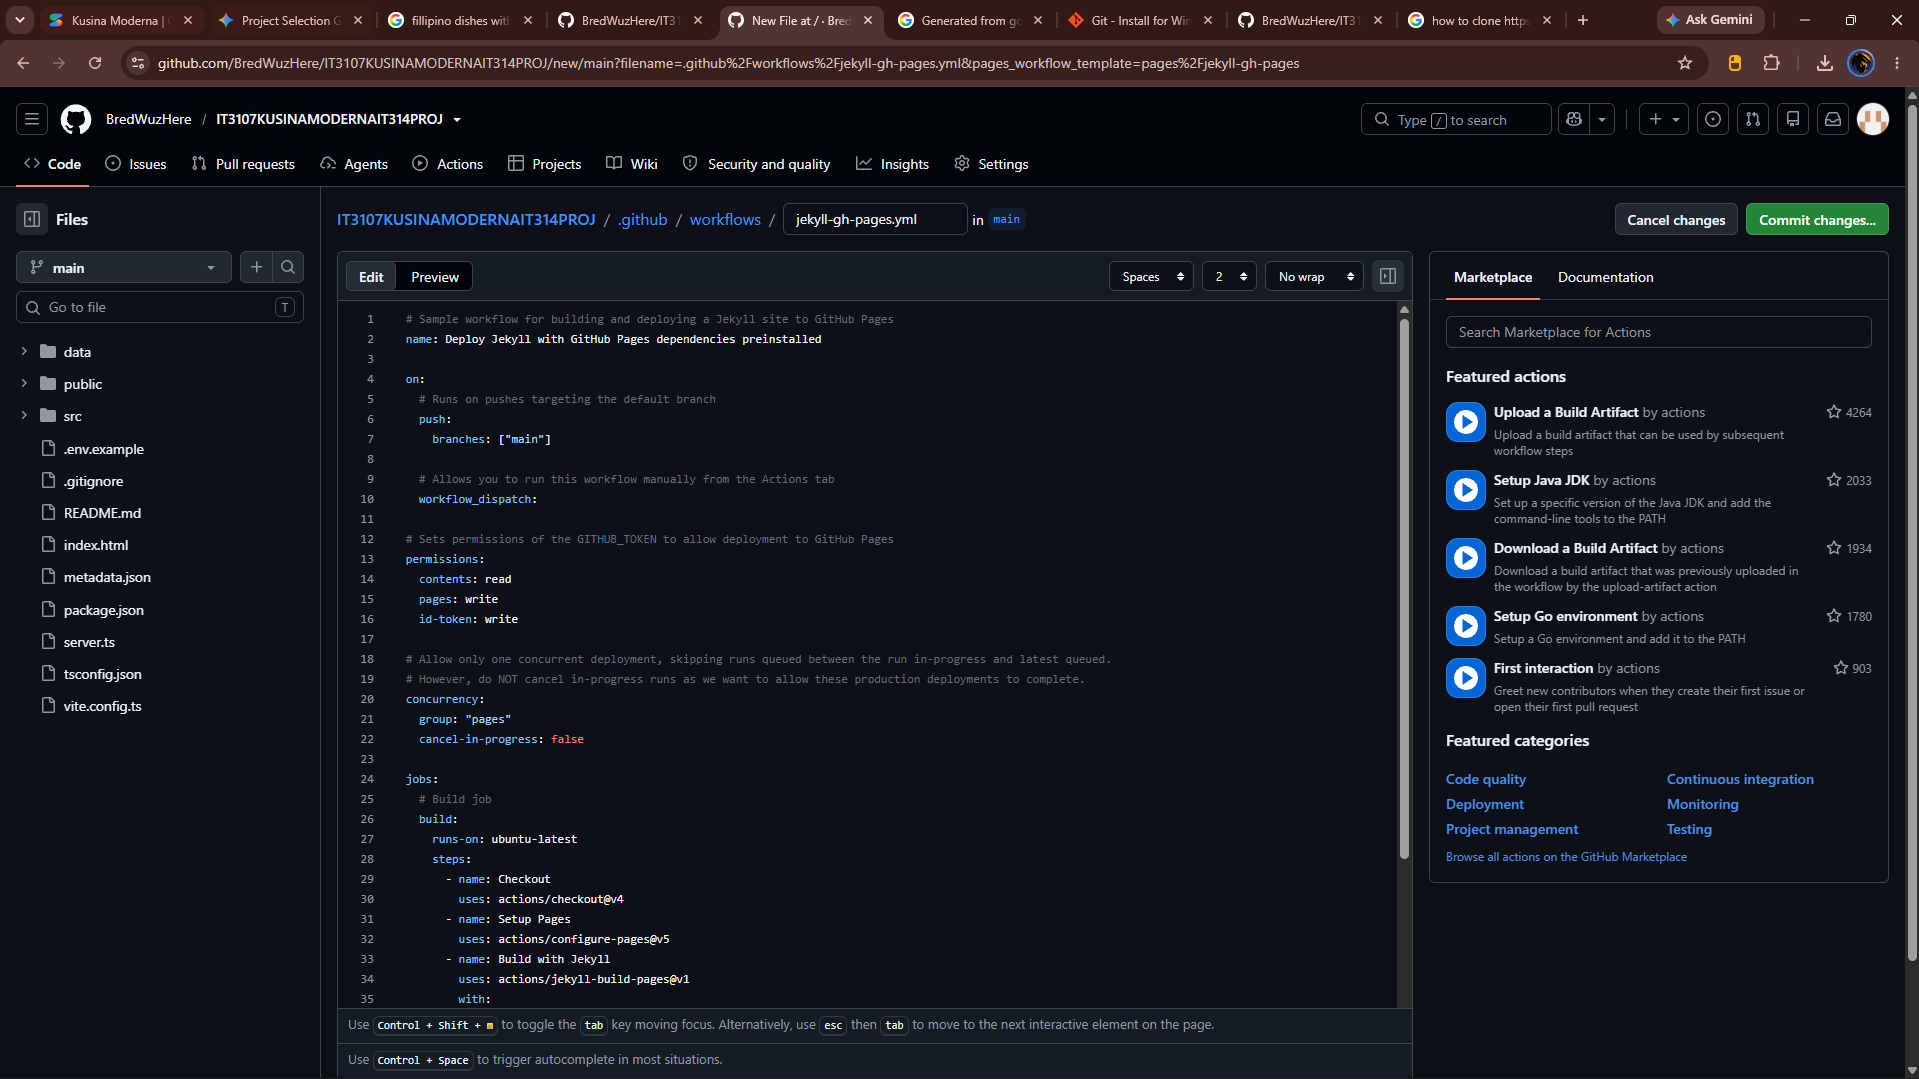 Kusina Moderna | G
Project Selection G
fillipino dishes with
BredWuzHere/IT31
New File at / · Bred
Generated from go
Git - Install for Win
BredWuzHere/IT31
how to clone https
Ask Gemini
github.com/BredWuzHere/IT3107KUSINAMODERNAIT314PROJ/new/main?filename=.github%2Fworkflows%2Fjekyll-gh-pages.yml&pages_workflow_template=pages%2Fjekyll-gh-pages
BredWuzHere / IT3107KUSINAMODERNAIT314PROJ
Type / to search
Code
Issues
Pull requests
Agents
Actions
Projects
Wiki
Security and quality
Insights
Settings
Files
main
Go to file
T
data
public
src
.env.example
.gitignore
README.md
index.html
metadata.json
package.json
server.ts
tsconfig.json
vite.config.ts
IT3107KUSINAMODERNAIT314PROJ / .github / workflows / jekyll-gh-pages.yml in main
Cancel changes
Commit changes...
Edit
Preview
Spaces
2
No wrap
1 # Sample workflow for building and deploying a Jekyll site to GitHub Pages
2 name: Deploy Jekyll with GitHub Pages dependencies preinstalled
3
4 on:
5 # Runs on pushes targeting the default branch
6 push:
7 branches: ["main"]
8
9 # Allows you to run this workflow manually from the Actions tab
10 workflow_dispatch:
11
12 # Sets permissions of the GITHUB_TOKEN to allow deployment to GitHub Pages
13 permissions:
14 contents: read
15 pages: write
16 id-token: write
17
18 # Allow only one concurrent deployment, skipping runs queued between the run in-progress and latest queued.
19 # However, do NOT cancel in-progress runs as we want to allow these production deployments to complete.
20 concurrency:
21 group: "pages"
22 cancel-in-progress: false
23
24 jobs:
25 # Build job
26 build:
27 runs-on: ubuntu-latest
28 steps:
29 - name: Checkout
30 uses: actions/checkout@v4
31 - name: Setup Pages
32 uses: actions/configure-pages@v5
33 - name: Build with Jekyll
34 uses: actions/jekyll-build-pages@v1
35 with:
Use Control + Shift + m to toggle the tab key moving focus. Alternatively, use esc then tab to move to the next interactive element on the page.
Use Control + Space to trigger autocomplete in most situations.
Marketplace
Documentation
Search Marketplace for Actions
Featured actions
Upload a Build Artifact by actions
4264
Upload a build artifact that can be used by subsequent
workflow steps
Setup Java JDK by actions
2033
Set up a specific version of the Java JDK and add the
command-line tools to the PATH
Download a Build Artifact by actions
1934
Download a build artifact that was previously uploaded in
the workflow by the upload-artifact action
Setup Go environment by actions
1780
Setup a Go environment and add it to the PATH
First interaction by actions
903
Greet new contributors when they create their first issue or
open their first pull request
Featured categories
Code quality
Continuous integration
Deployment
Monitoring
Project management
Testing
Browse all actions on the GitHub Marketplace